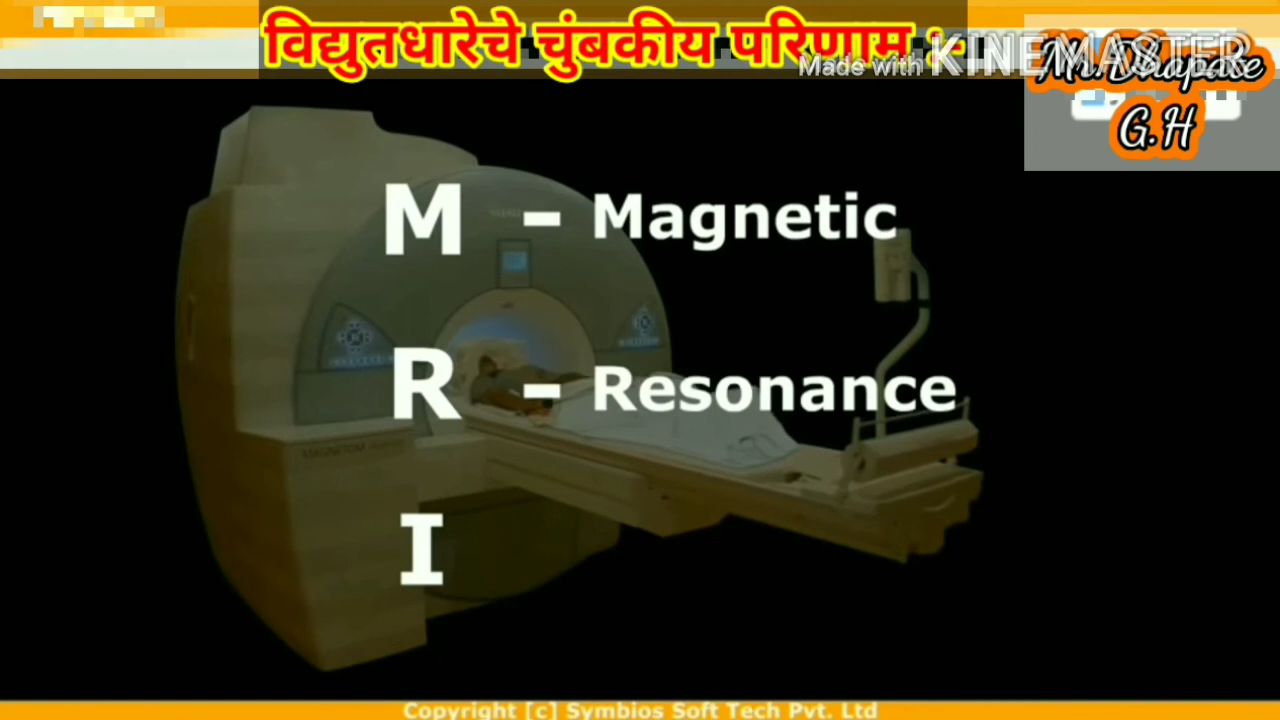 विद्युतधारेचे चुंबकीय परिणाम :-
Made with KINEMASTER
Mr.Dhapate
G.H
M - Magnetic
R - Resonance
I
Copyright [c] Symbios Soft Tech Pvt. Ltd